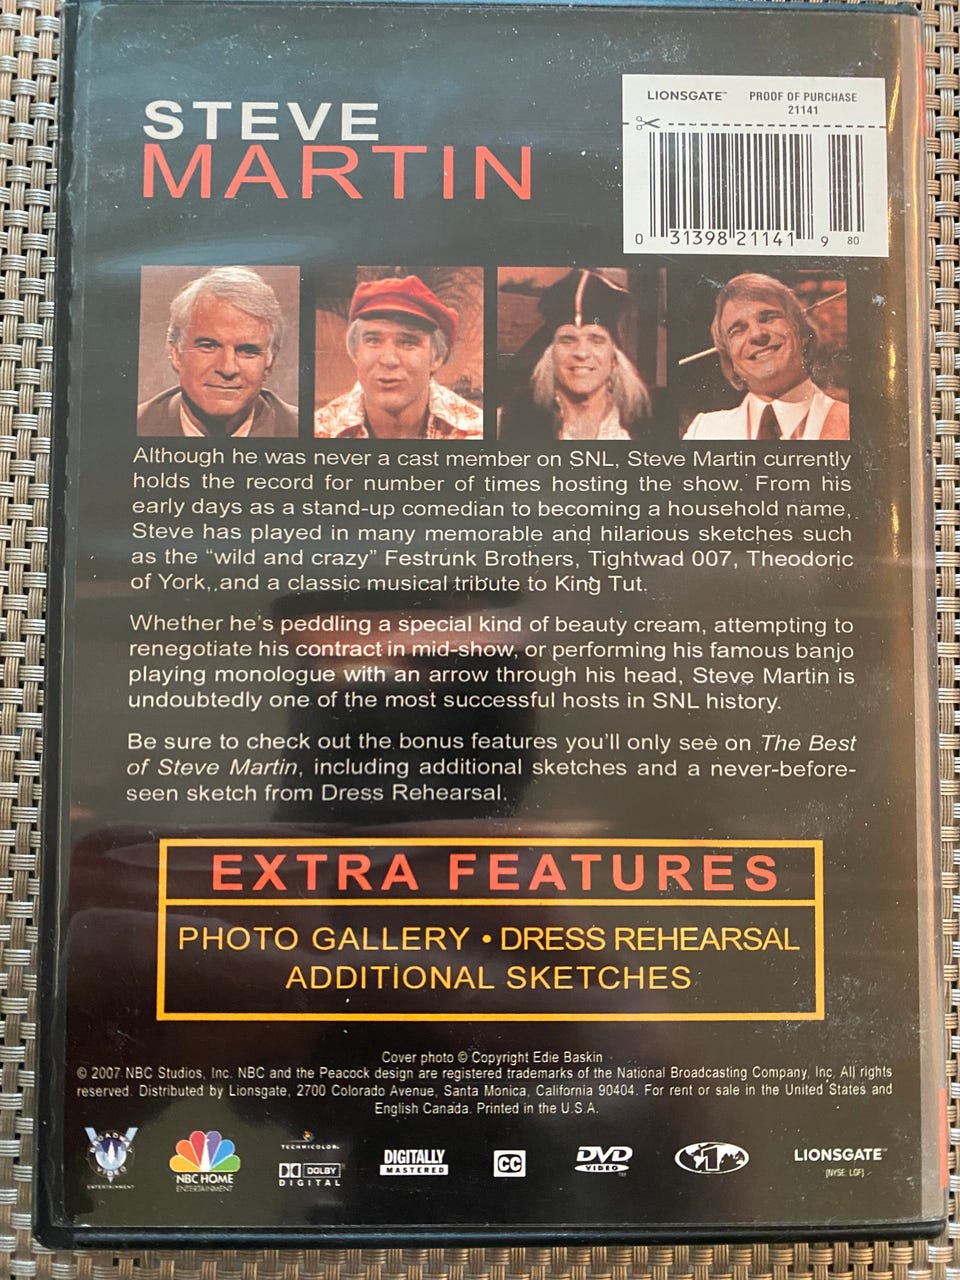 STEVE
MARTIN
LIONSGATE™ PROOF OF PURCHASE
21141
0 31398 21141 9 80
Although he was never a cast member on SNL, Steve Martin currently
holds the record for number of times hosting the show. From his
early days as a stand-up comedian to becoming a household name,
Steve has played in many memorable and hilarious sketches such
as the “wild and crazy” Festrunk Brothers, Tightwad 007, Theodoric
of York, and a classic musical tribute to King Tut.
Whether he’s peddling a special kind of beauty cream, attempting to
renegotiate his contract in mid-show, or performing his famous banjo
playing monologue with an arrow through his head, Steve Martin is
undoubtedly one of the most successful hosts in SNL history.
Be sure to check out the bonus features you’ll only see on The Best
of Steve Martin, including additional sketches and a never-before-
seen sketch from Dress Rehearsal.
EXTRA FEATURES
PHOTO GALLERY • DRESS REHEARSAL
ADDITIONAL SKETCHES
Cover photo © Copyright Edie Baskin
© 2007 NBC Studios, Inc. NBC and the Peacock design are registered trademarks of the National Broadcasting Company, Inc. All rights
reserved. Distributed by Lionsgate, 2700 Colorado Avenue, Santa Monica, California 90404. For rent or sale in the United States and
English Canada. Printed in the U.S.A.
BROADWAY
VIDEO
ENTERTAINMENT
NBC HOME
ENTERTAINMENT
TECHNICOLOR®
DOLBY
DIGITAL
DIGITALLY
MASTERED
CC
DVD
VIDEO™
1
LIONSGATE™
[NYSE: LGF]